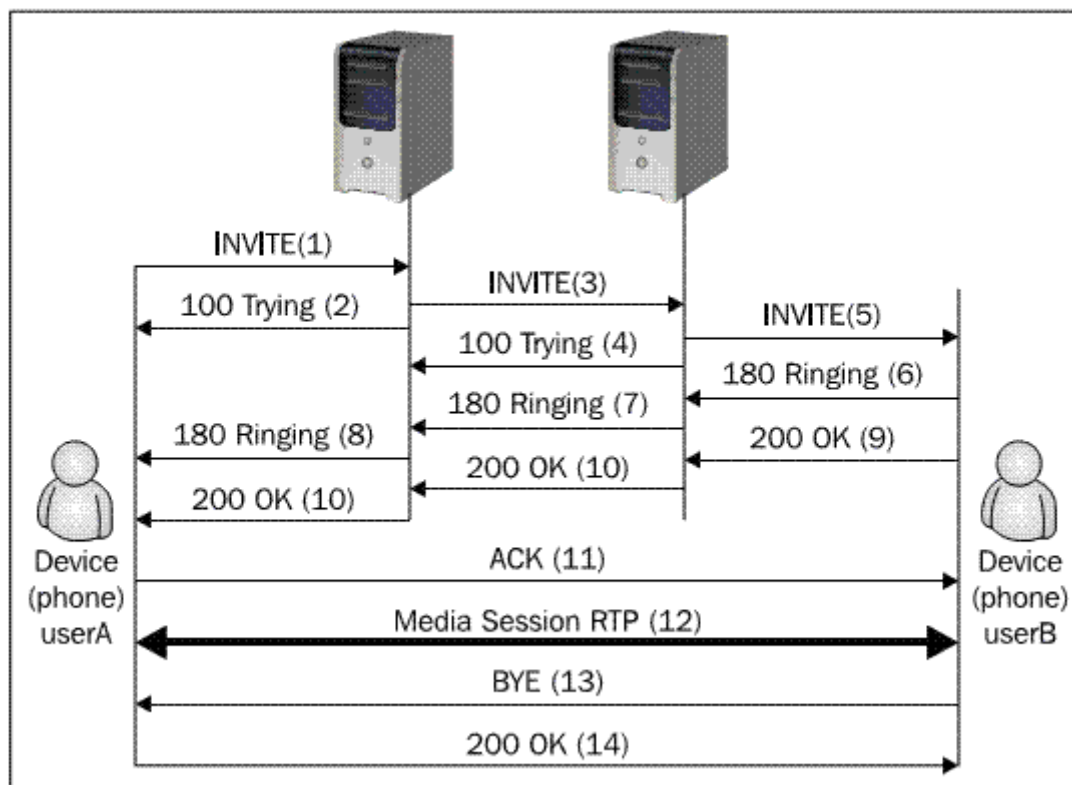 INVITE(1)
INVITE(3)
100 Trying (2)
INVITE(5)
100 Trying (4)
180 Ringing (6)
180 Ringing (7)
180 Ringing (8)
200 OK (9)
200 OK (10)
200 OK (10)
Device
(phone)
userA
ACK (11)
Device
(phone)
userB
Media Session RTP (12)
BYE (13)
200 OK (14)